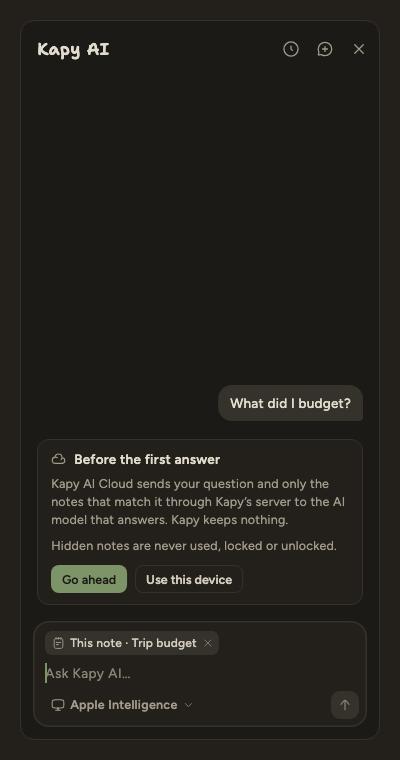 Kapy AI
What did I budget?
Before the first answer
Kapy AI Cloud sends your question and only the
notes that match it through Kapy’s server to the AI
model that answers. Kapy keeps nothing.
Hidden notes are never used, locked or unlocked.
Go ahead
Use this device
This note · Trip budget
Ask Kapy AI...
Apple Intelligence